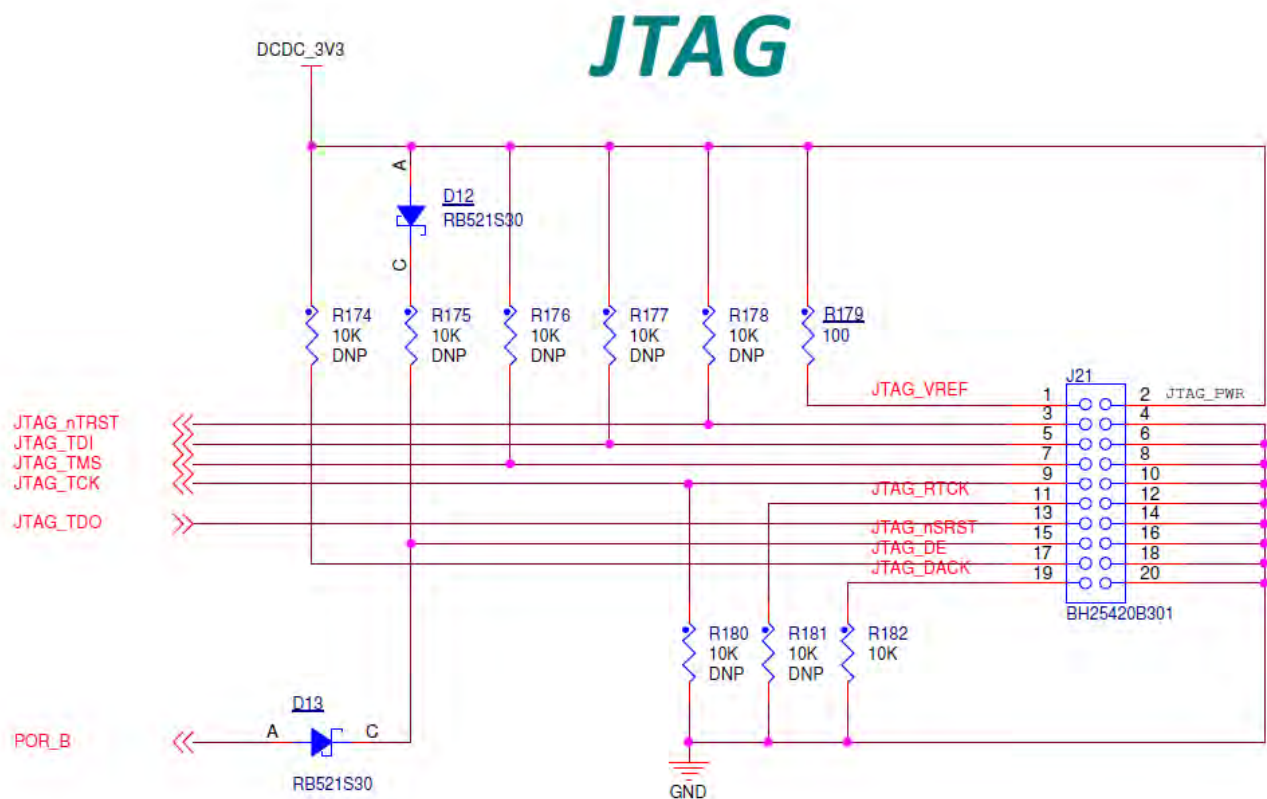 JTAG
DCDC_3V3
A
D12
RB521S30
C
R174
10K
DNP
R175
10K
DNP
R176
10K
DNP
R177
10K
DNP
R178
10K
DNP
R179
100
J21
JTAG_VREF 1 2 JTAG_PWR
JTAG_nTRST 3 4
JTAG_TDI 5 6
JTAG_TMS 7 8
JTAG_TCK 9 10
JTAG_RTCK 11 12
JTAG_TDO 13 14
JTAG_nSRST 15 16
JTAG_DE 17 18
JTAG_DACK 19 20
BH25420B301
R180
10K
DNP
R181
10K
DNP
R182
10K
D13
POR_B A C
RB521S30
GND